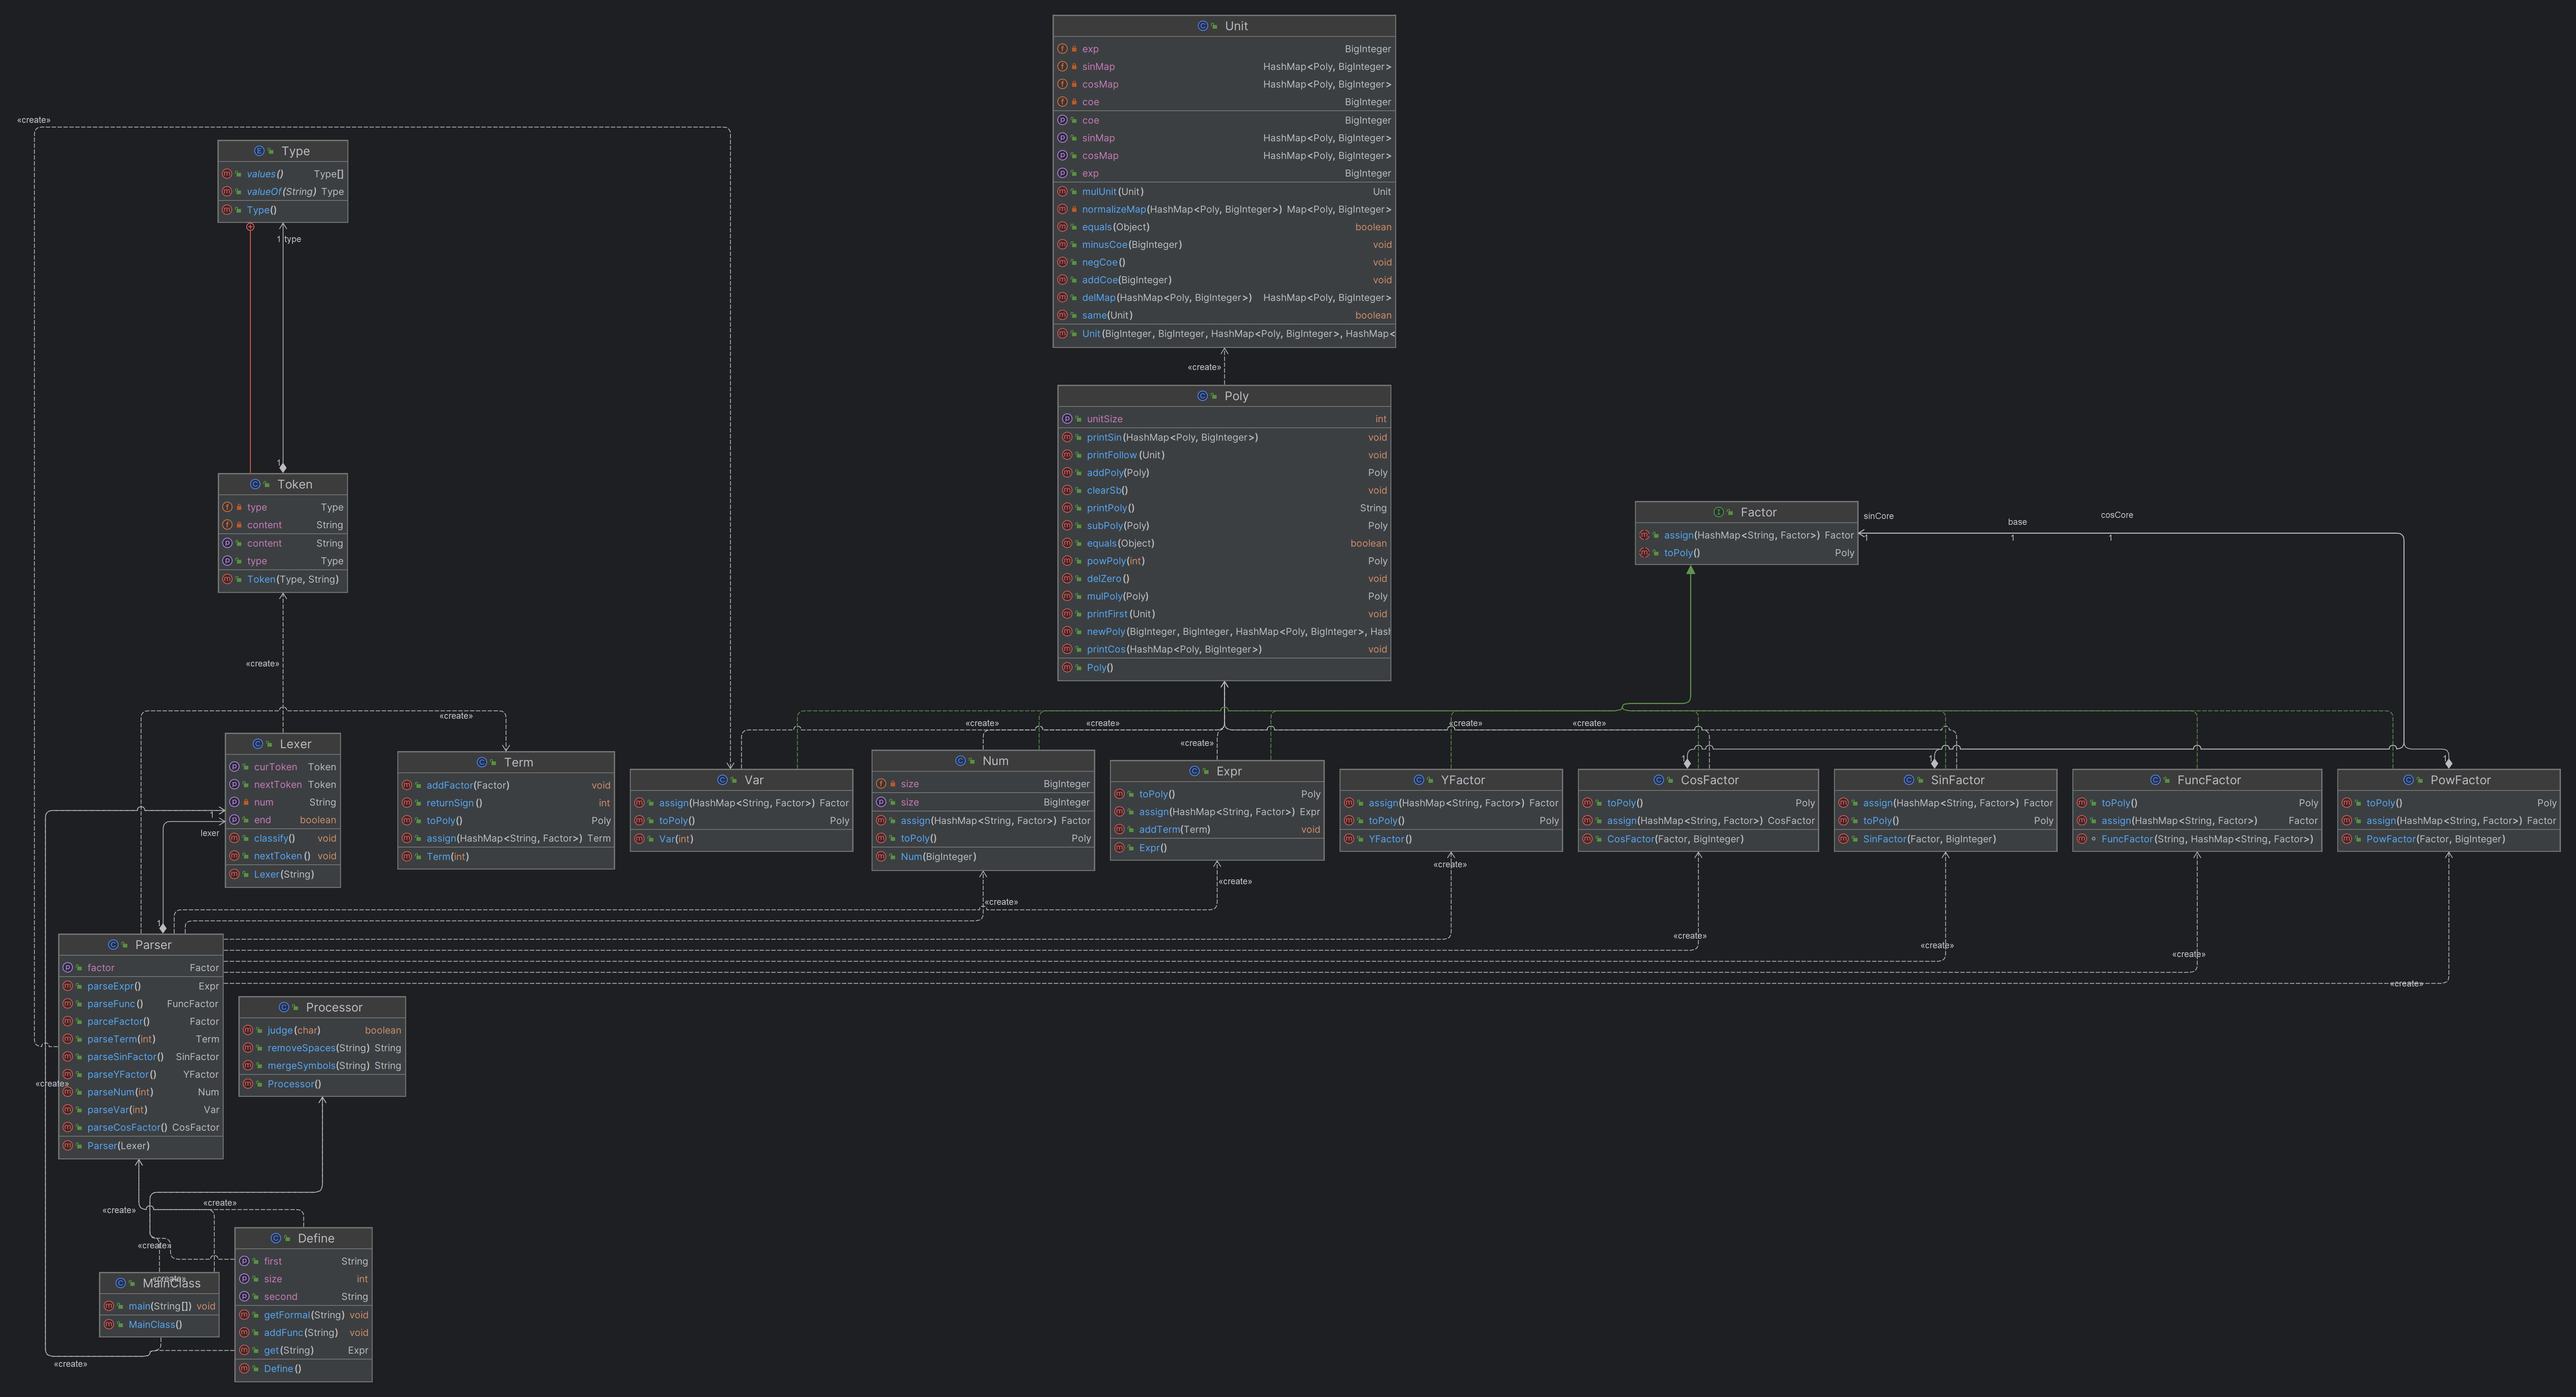 Unit
exp BigInteger
sinMap HashMap<Poly, BigInteger>
cosMap HashMap<Poly, BigInteger>
coe BigInteger
coe BigInteger
sinMap HashMap<Poly, BigInteger>
cosMap HashMap<Poly, BigInteger>
exp BigInteger
mulUnit(Unit) Unit
normalizeMap(HashMap<Poly, BigInteger>) Map<Poly, BigInteger>
equals(Object) boolean
minusCoe(BigInteger) void
negCoe() void
addCoe(BigInteger) void
delMap(HashMap<Poly, BigInteger>) HashMap<Poly, BigInteger>
same(Unit) boolean
Unit(BigInteger, BigInteger, HashMap<Poly, BigInteger>, HashMap<
«create»
«create»
Type
values() Type[]
valueOf(String) Type
Type()
1 type
1
Token
type Type
content String
content String
type Type
Token(Type, String)
«create»
Poly
unitSize int
printSin(HashMap<Poly, BigInteger>) void
printFollow(Unit) void
addPoly(Poly) Poly
clearSb() void
printPoly() String
subPoly(Poly) Poly
equals(Object) boolean
powPoly(int) Poly
delZero() void
mulPoly(Poly) Poly
printFirst(Unit) void
newPoly(BigInteger, BigInteger, HashMap<Poly, BigInteger>, Has
printCos(HashMap<Poly, BigInteger>) void
Poly()
Factor
assign(HashMap<String, Factor>) Factor
toPoly() Poly
sinCore
1
base
1
cosCore
1
«create»
«create»
«create»
«create»
«create»
«create»
Lexer
curToken Token
nextToken Token
num String
end boolean
classify() void
nextToken() void
Lexer(String)
1
lexer
1
Term
addFactor(Factor) void
returnSign() int
toPoly() Poly
assign(HashMap<String, Factor>) Term
Term(int)
Var
assign(HashMap<String, Factor>) Factor
toPoly() Poly
Var(int)
Num
size BigInteger
size BigInteger
assign(HashMap<String, Factor>) Factor
toPoly() Poly
Num(BigInteger)
Expr
toPoly() Poly
assign(HashMap<String, Factor>) Expr
addTerm(Term) void
Expr()
YFactor
assign(HashMap<String, Factor>) Factor
toPoly() Poly
YFactor()
1
CosFactor
toPoly() Poly
assign(HashMap<String, Factor>) CosFactor
CosFactor(Factor, BigInteger)
1
SinFactor
assign(HashMap<String, Factor>) Factor
toPoly() Poly
SinFactor(Factor, BigInteger)
FuncFactor
toPoly() Poly
assign(HashMap<String, Factor>) Factor
FuncFactor(String, HashMap<String, Factor>)
1
PowFactor
toPoly() Poly
assign(HashMap<String, Factor>) Factor
PowFactor(Factor, BigInteger)
«create»
«create»
«create»
«create»
«create»
«create»
«create»
Parser
factor Factor
parseExpr() Expr
parseFunc() FuncFactor
parceFactor() Factor
parseTerm(int) Term
parseSinFactor() SinFactor
parseYFactor() YFactor
parseNum(int) Num
parseVar(int) Var
parseCosFactor() CosFactor
Parser(Lexer)
«create»
Processor
judge(char) boolean
removeSpaces(String) String
mergeSymbols(String) String
Processor()
«create»
«create»
«create»
«create»
MainClass
main(String[]) void
MainClass()
Define
first String
size int
second String
getFormal(String) void
addFunc(String) void
get(String) Expr
Define()
«create»